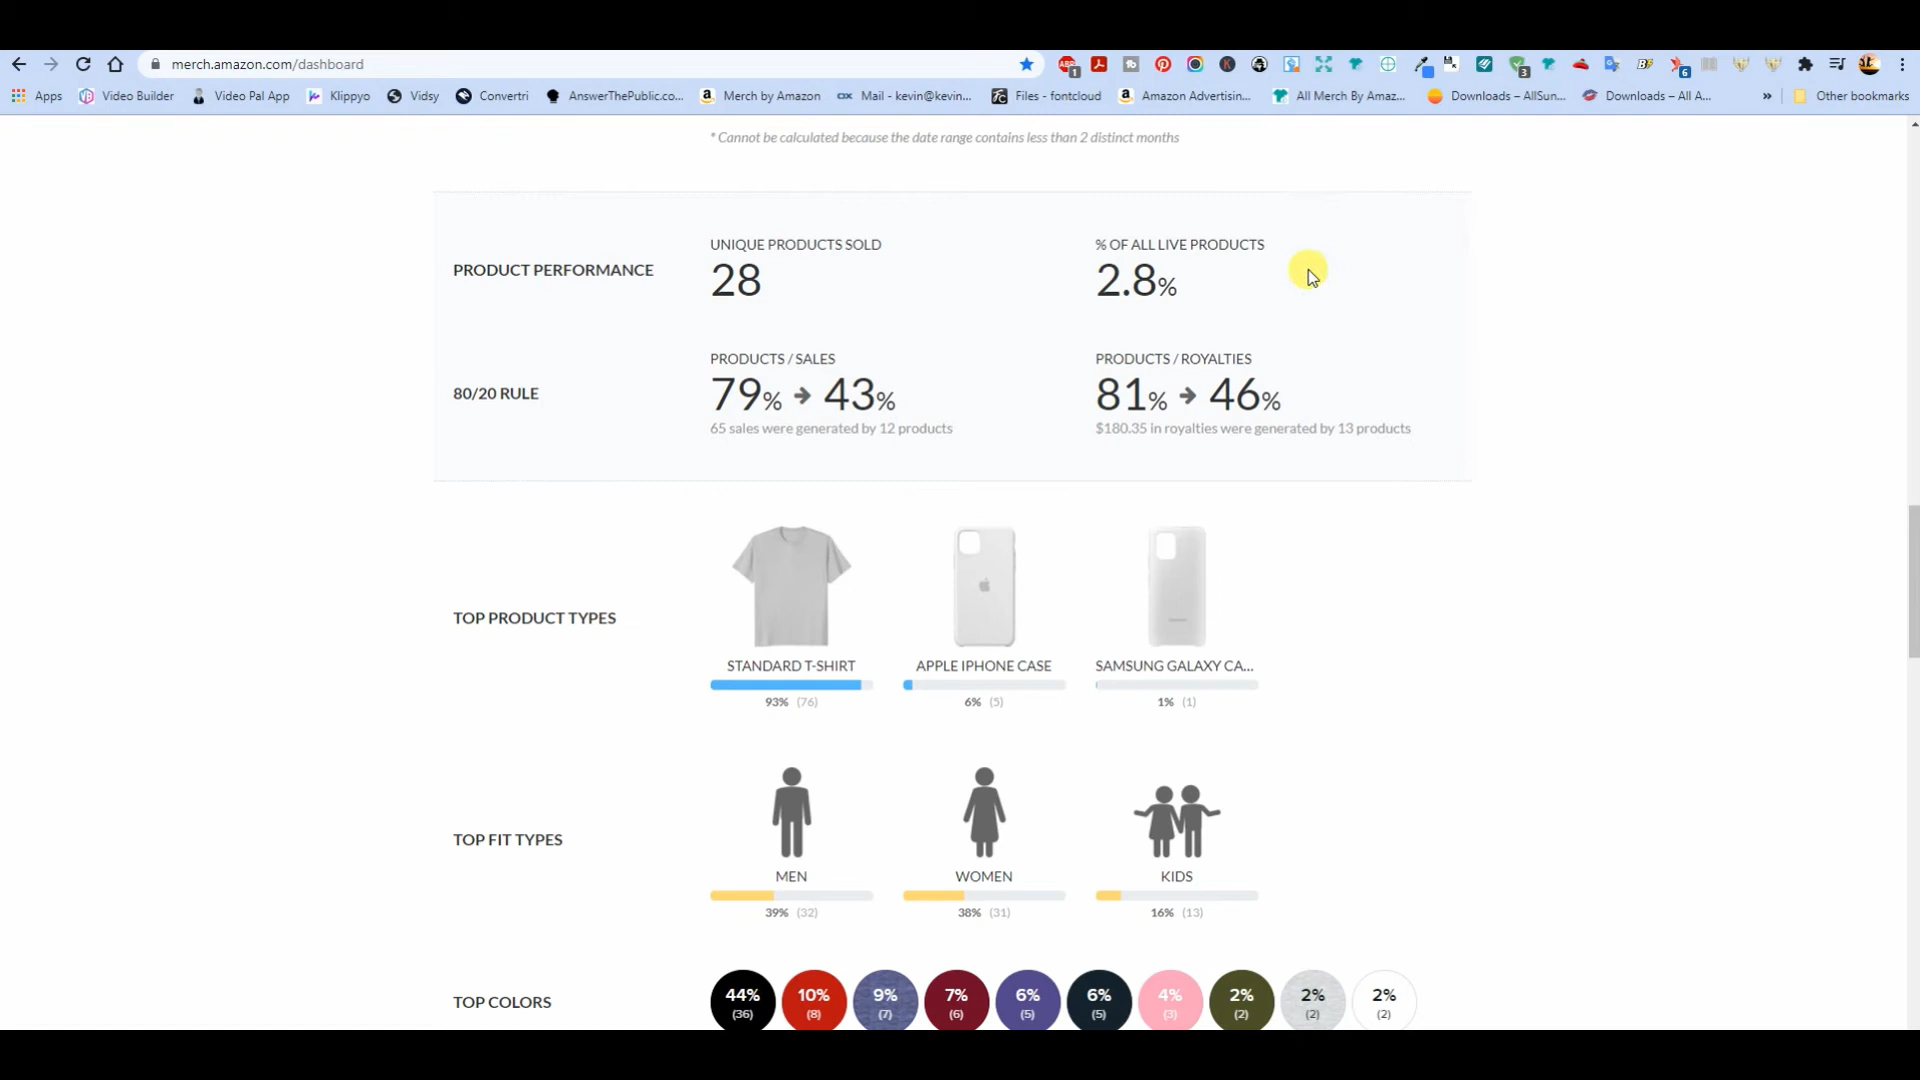 merch.amazon.com/dashboard
1
3
6
Apps Video Builder Video Pal App Klippyo Vidsy Convertri AnswerThePublic.co... Merch by Amazon Mail - kevin@kevin... Files - fontcloud Amazon Advertisin... All Merch By Amaz... Downloads – AllSun... Downloads – All A... » Other bookmarks
* Cannot be calculated because the date range contains less than 2 distinct months
UNIQUE PRODUCTS SOLD % OF ALL LIVE PRODUCTS
PRODUCT PERFORMANCE 28 2.8%
PRODUCTS / SALES PRODUCTS / ROYALTIES
80/20 RULE 79% ➔ 43% 81% ➔ 46%
65 sales were generated by 12 products $180.35 in royalties were generated by 13 products
TOP PRODUCT TYPES
STANDARD T-SHIRT APPLE IPHONE CASE SAMSUNG GALAXY CA...
93% (76) 6% (5) 1% (1)
TOP FIT TYPES
MEN WOMEN KIDS
39% (32) 38% (31) 16% (13)
TOP COLORS 44% 10% 9% 7% 6% 6% 4% 2% 2% 2%
(36) (8) (7) (6) (5) (5) (3) (2) (2) (2)